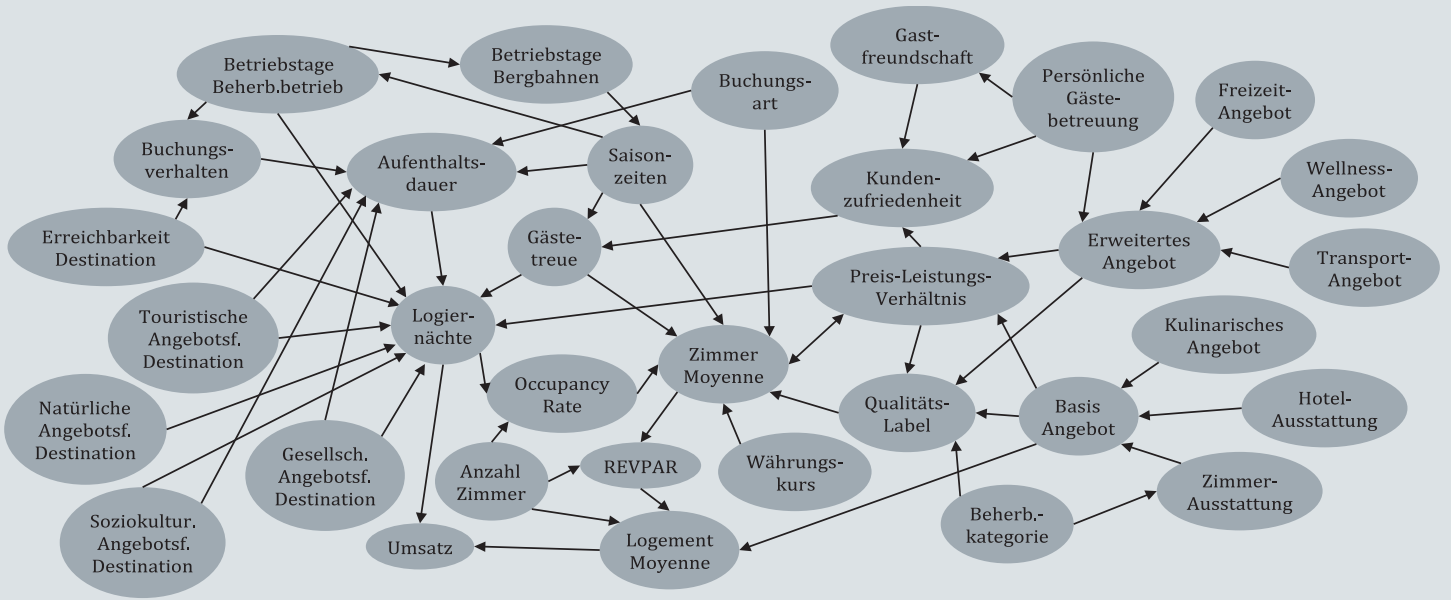 Betriebstage
Beherb.betrieb
Betriebstage
Bergbahnen
Buchungs-
art
Gast-
freundschaft
Persönliche
Gäste-
betreuung
Freizeit-
Angebot
Buchungs-
verhalten
Aufenthalts-
dauer
Saison-
zeiten
Kunden-
zufriedenheit
Wellness-
Angebot
Erreichbarkeit
Destination
Gäste-
treue
Erweitertes
Angebot
Transport-
Angebot
Preis-Leistungs-
Verhältnis
Touristische
Angebotsf.
Destination
Logier-
nächte
Zimmer
Moyenne
Kulinarisches
Angebot
Occupancy
Rate
Natürliche
Angebotsf.
Destination
Qualitäts-
Label
Basis
Angebot
Hotel-
Ausstattung
Gesellsch.
Angebotsf.
Destination
Anzahl
Zimmer
REVPAR
Währungs-
kurs
Zimmer-
Ausstattung
Soziokultur.
Angebotsf.
Destination
Umsatz
Logement
Moyenne
Beherb.-
kategorie